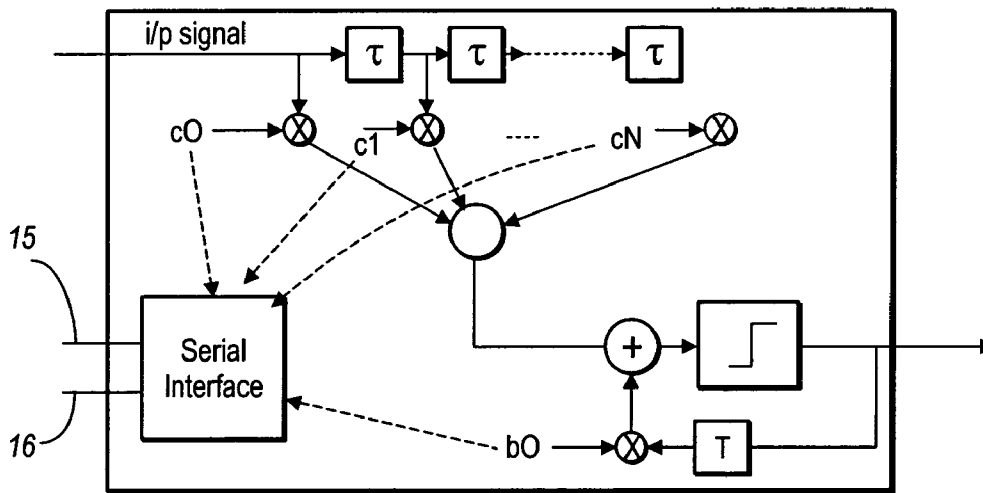 i/p signal
τ τ τ
cO c1 cN
15
Serial
Interface
+
16
bO T